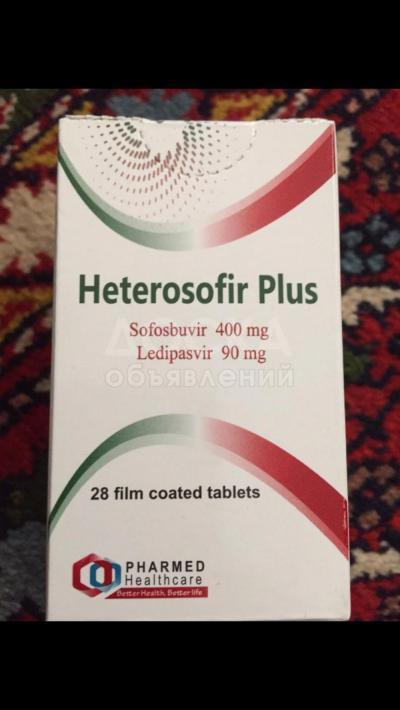 Heterosofir Plus
Sofosbuvir 400 mg
Ledipasvir 90 mg
ДОСКА
объявлений
28 film coated tablets
PHARMED
Healthcare
Better Health, Better life